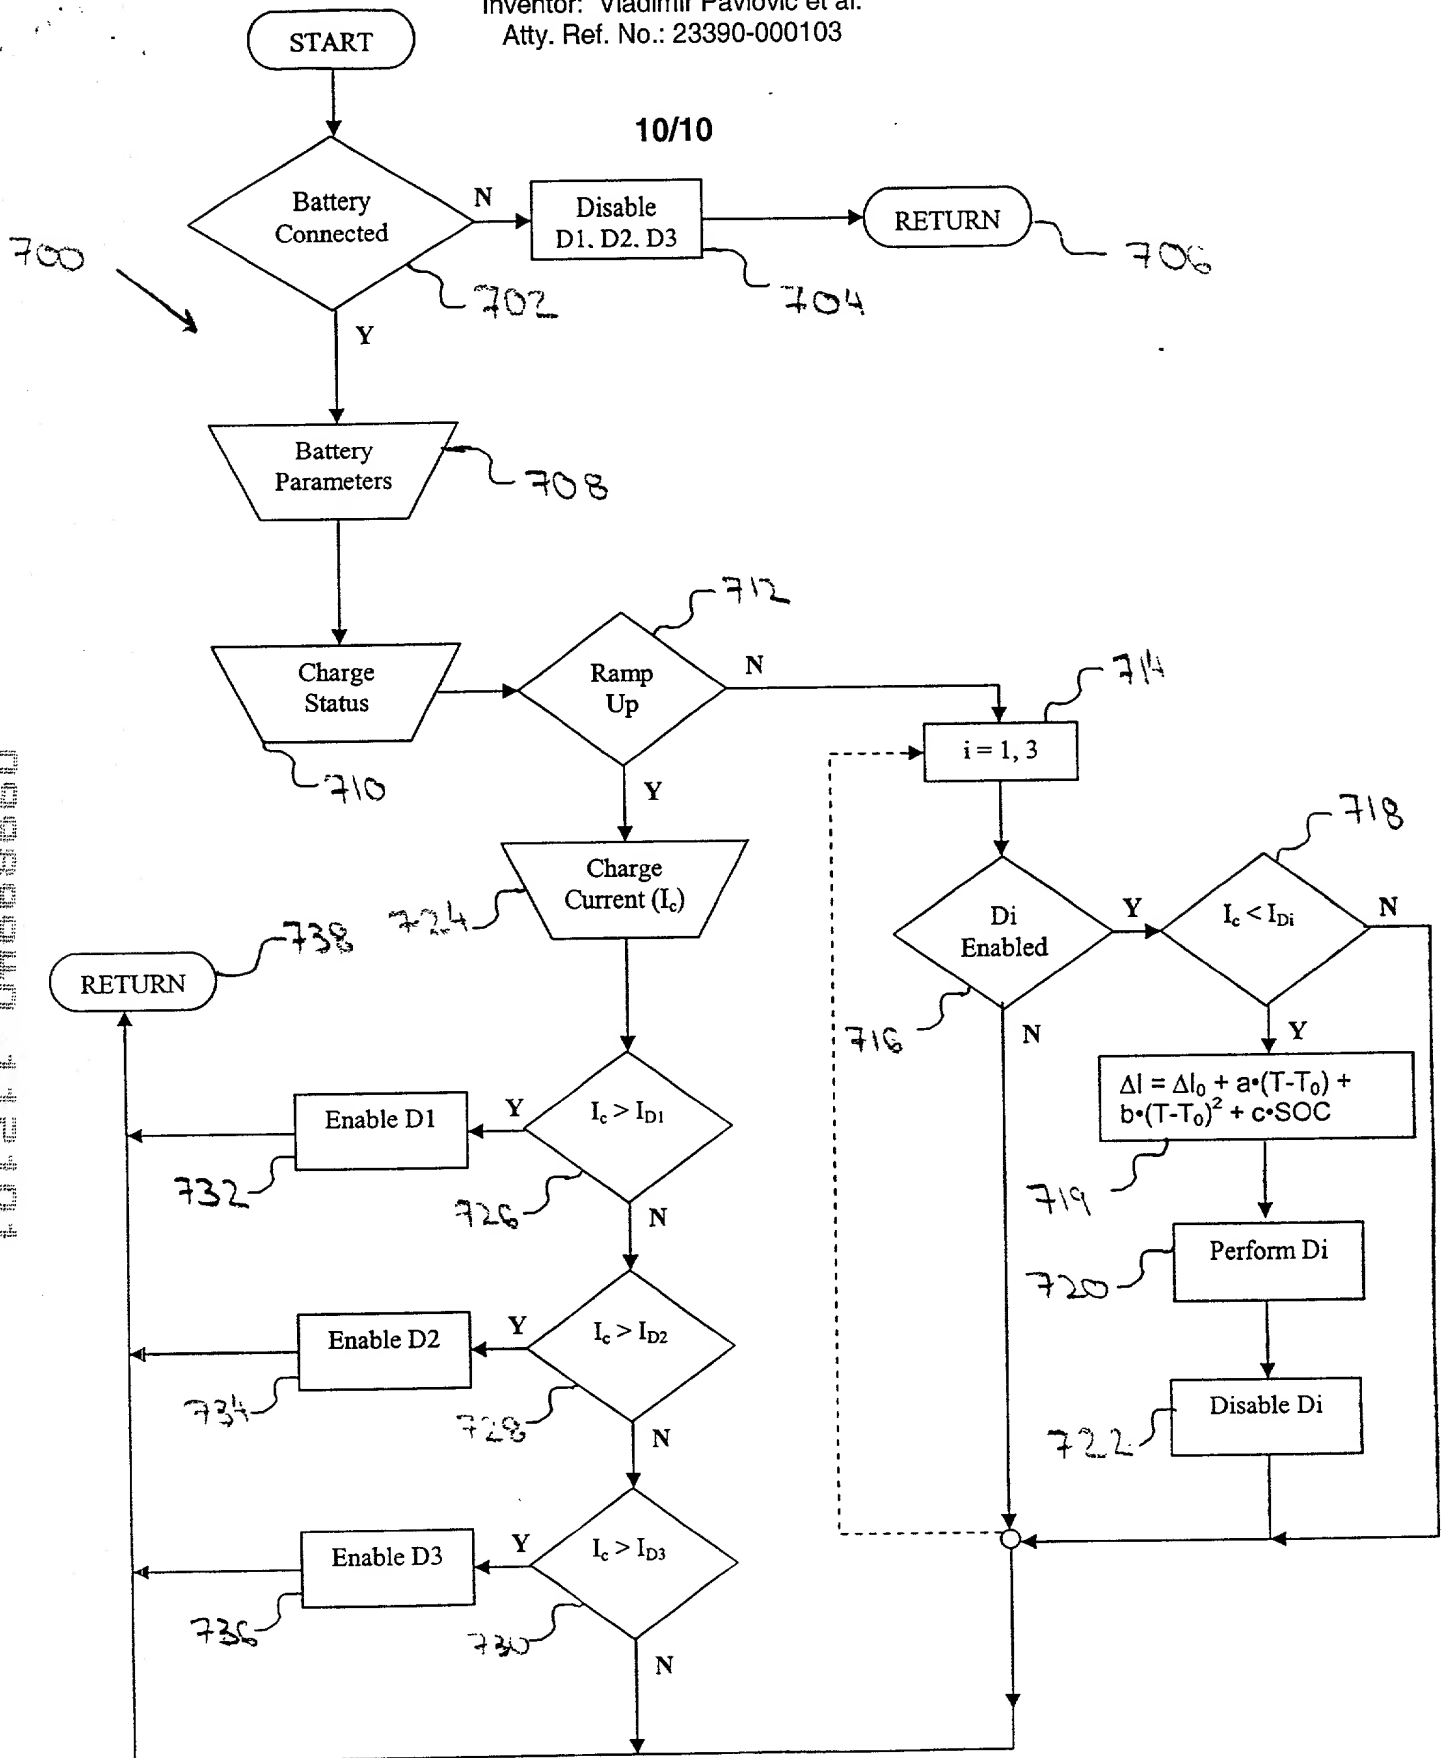 Inventor: Vladimir Pavlovic et al.
Atty. Ref. No.: 23390-000103
START
10/10
Battery
Connected
N
Disable
D1. D2. D3
RETURN
700
702
704
706
Y
Battery
Parameters
708
712
Charge
Status
Ramp
Up
N
714
i = 1, 3
710
Y
718
Charge
Current (Ic)
724
Di
Enabled
Y
Ic < IDi
N
738
RETURN
716
N
Y
ΔI = ΔI0 + a•(T-T0) +
b•(T-T0)² + c•SOC
Enable D1
Y
Ic > ID1
732
726
N
719
Perform Di
720
Enable D2
Y
Ic > ID2
734
728
N
Disable Di
722
Enable D3
Y
Ic > ID3
736
730
N